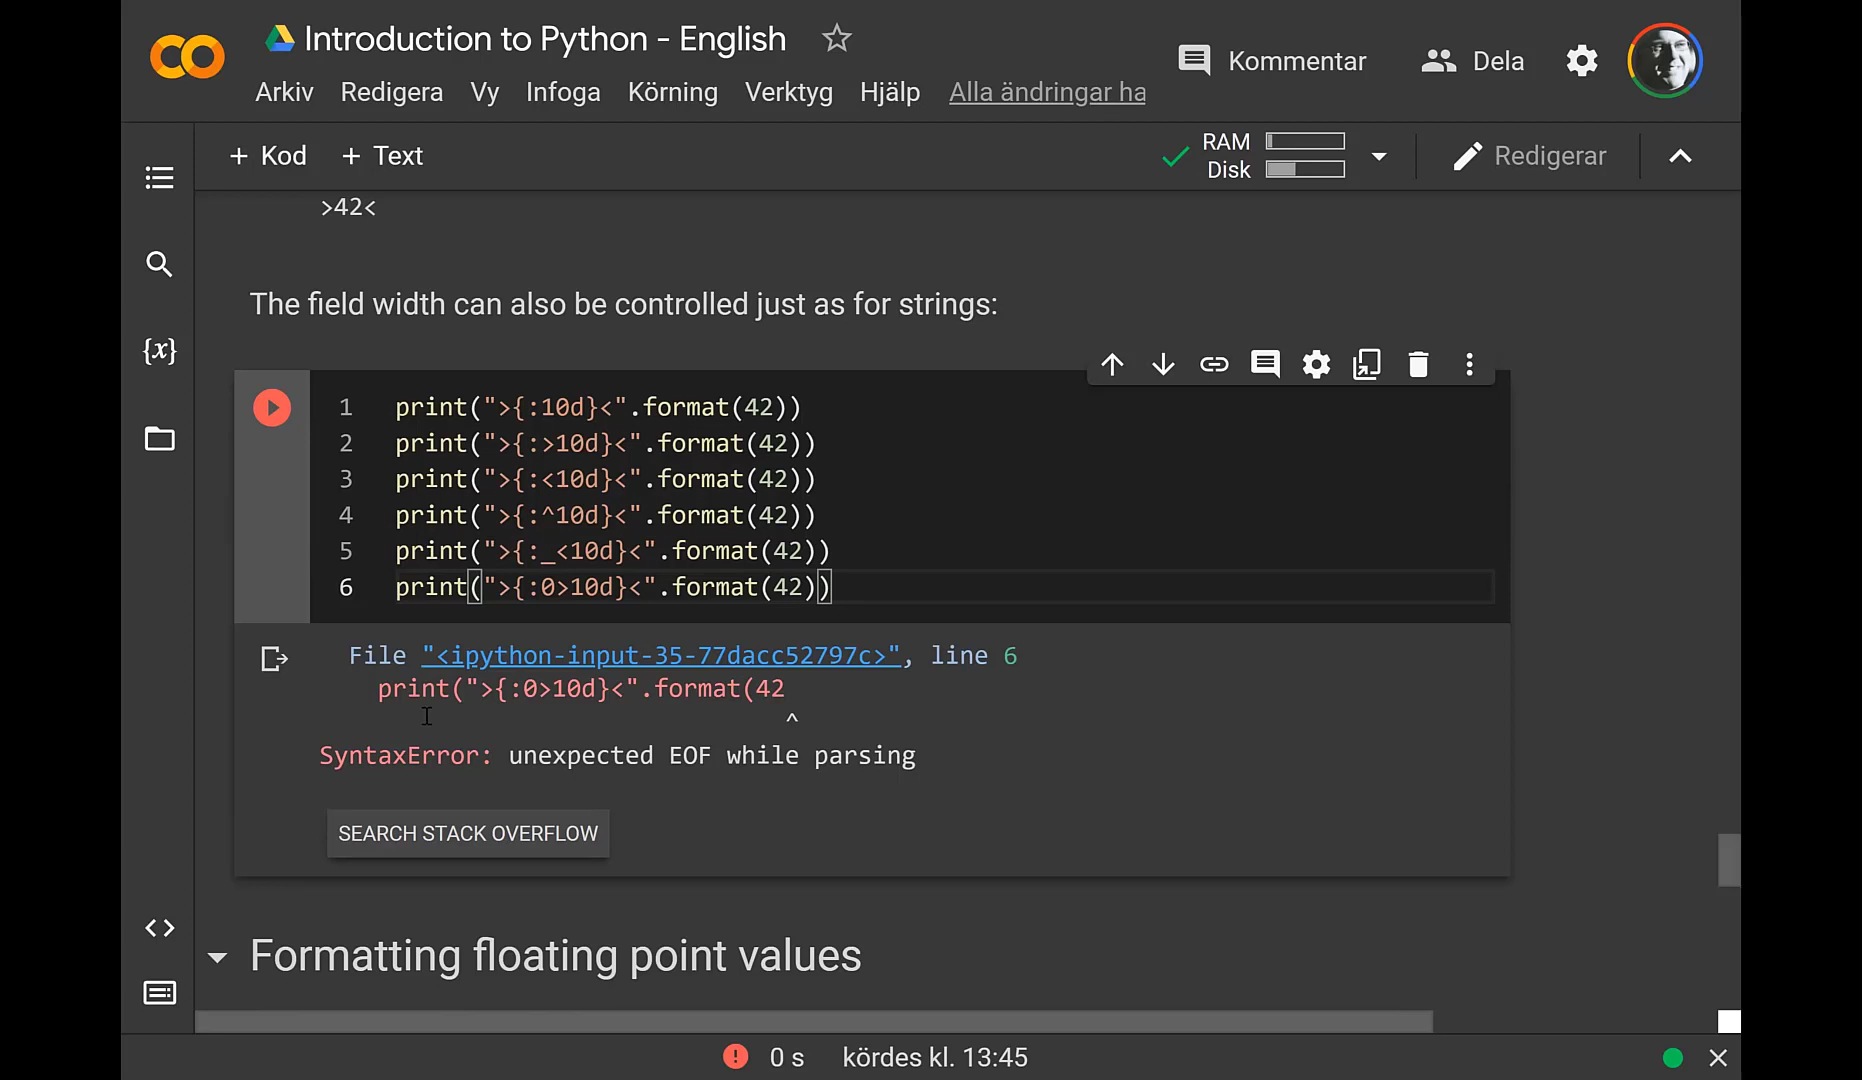 Introduction to Python - English
Kommentar
Dela
Arkiv Redigera Vy Infoga Körning Verktyg Hjälp Alla ändringar ha
+ Kod + Text
RAM
Disk
Redigerar
>42<
The field width can also be controlled just as for strings:
{x}
1 print(">{:10d}<".format(42))
2 print(">{:>10d}<".format(42))
3 print(">{:<10d}<".format(42))
4 print(">{:^10d}<".format(42))
5 print(">{:_<10d}<".format(42))
6 print(">{:0>10d}<".format(42))
File "<ipython-input-35-77dacc52797c>", line 6
print(">{:0>10d}<".format(42
^
SyntaxError: unexpected EOF while parsing
SEARCH STACK OVERFLOW
Formatting floating point values
0 s kördes kl. 13:45